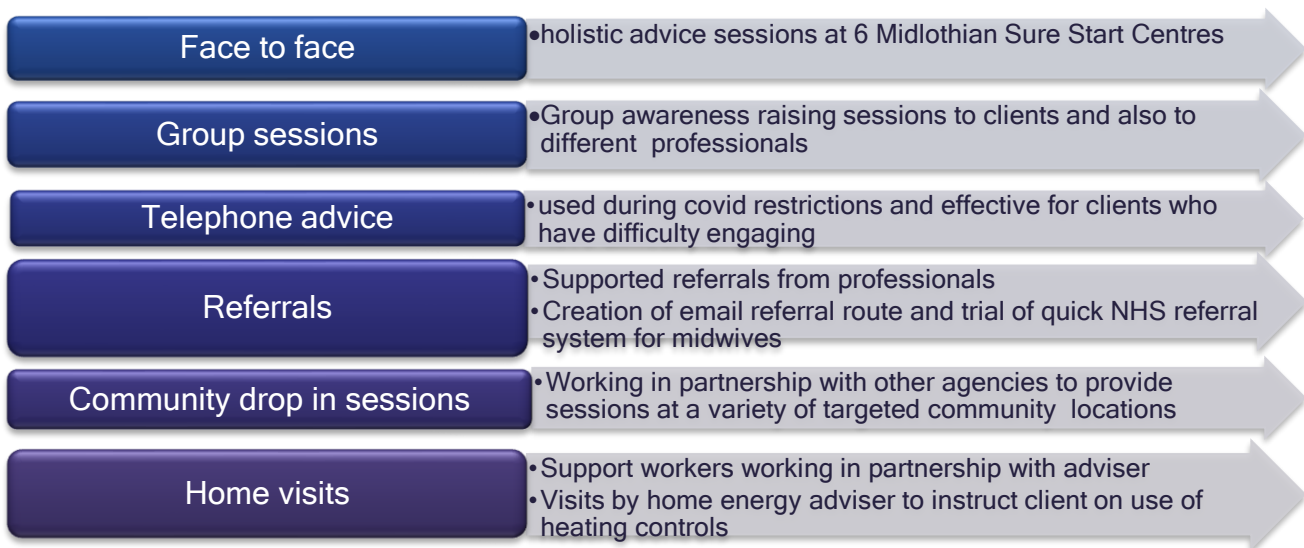 Face to face
•holistic advice sessions at 6 Midlothian Sure Start Centres
Group sessions
•Group awareness raising sessions to clients and also to
different professionals
Telephone advice
•used during covid restrictions and effective for clients who
have difficulty engaging
Referrals
•Supported referrals from professionals
•Creation of email referral route and trial of quick NHS referral
system for midwives
Community drop in sessions
•Working in partnership with other agencies to provide
sessions at a variety of targeted community locations
Home visits
•Support workers working in partnership with adviser
•Visits by home energy adviser to instruct client on use of
heating controls